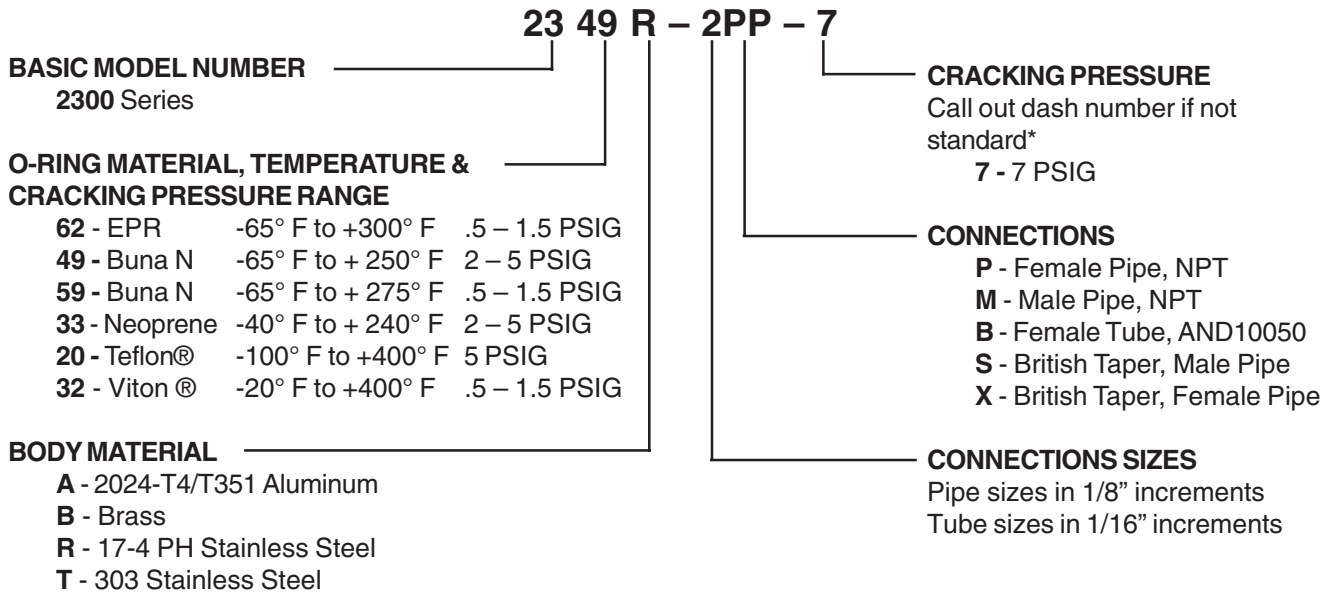 23 49 R – 2PP – 7
BASIC MODEL NUMBER
2300 Series
O-RING MATERIAL, TEMPERATURE &
CRACKING PRESSURE RANGE
62 - EPR -65° F to +300° F .5 – 1.5 PSIG
49 - Buna N -65° F to + 250° F 2 – 5 PSIG
59 - Buna N -65° F to + 275° F .5 – 1.5 PSIG
33 - Neoprene -40° F to + 240° F 2 – 5 PSIG
20 - Teflon® -100° F to +400° F 5 PSIG
32 - Viton ® -20° F to +400° F .5 – 1.5 PSIG
BODY MATERIAL
A - 2024-T4/T351 Aluminum
B - Brass
R - 17-4 PH Stainless Steel
T - 303 Stainless Steel
CRACKING PRESSURE
Call out dash number if not
standard*
7 - 7 PSIG
CONNECTIONS
P - Female Pipe, NPT
M - Male Pipe, NPT
B - Female Tube, AND10050
S - British Taper, Male Pipe
X - British Taper, Female Pipe
CONNECTIONS SIZES
Pipe sizes in 1/8” increments
Tube sizes in 1/16” increments